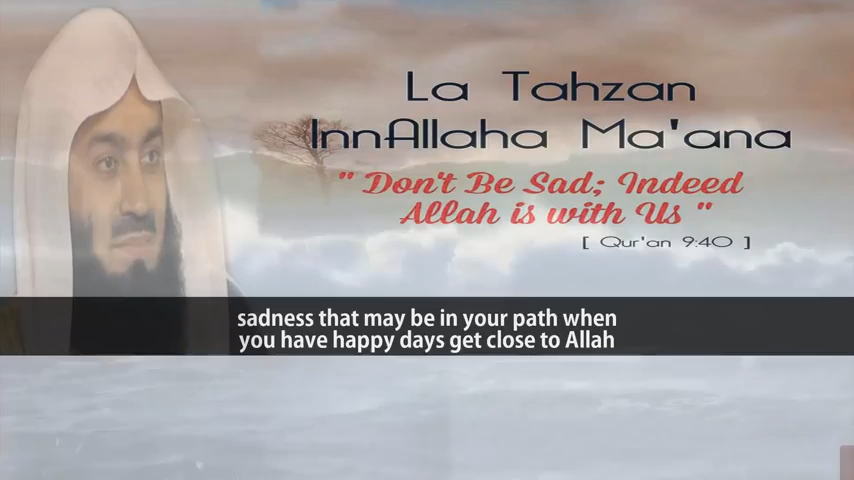 La Tahzan
InnAllaha Ma'ana
" Don't Be Sad; Indeed
Allah is with Us "
[ Qur'an 9:40 ]
sadness that may be in your path when
you have happy days get close to Allah